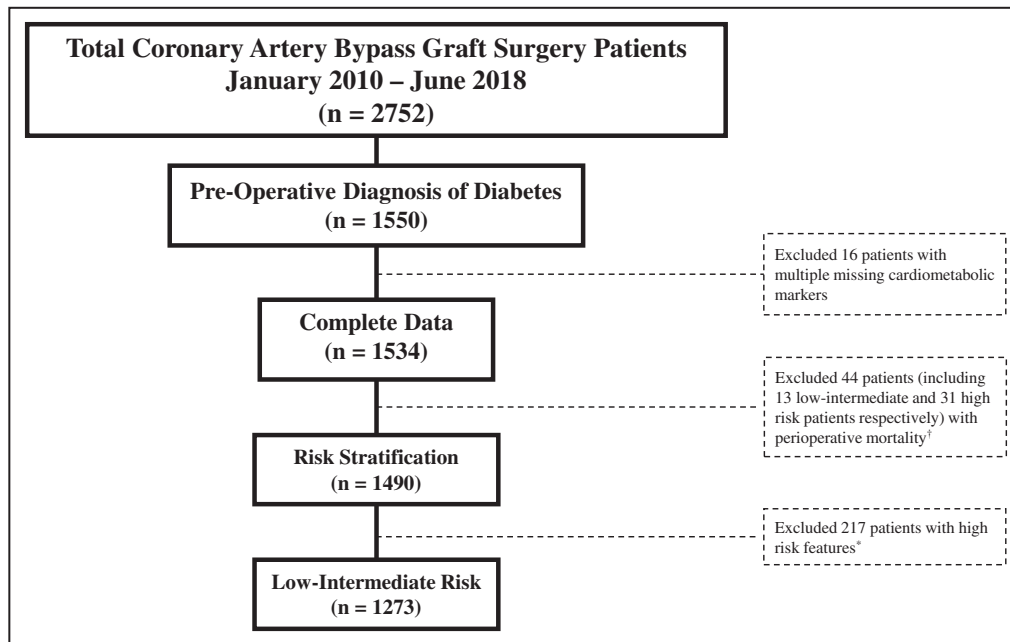 Total Coronary Artery Bypass Graft Surgery Patients
January 2010 – June 2018
(n = 2752)
Pre-Operative Diagnosis of Diabetes
(n = 1550)
Excluded 16 patients with
multiple missing cardiometabolic
markers
Complete Data
(n = 1534)
Excluded 44 patients (including
13 low-intermediate and 31 high
risk patients respectively) with
perioperative mortality†
Risk Stratification
(n = 1490)
Excluded 217 patients with high
risk features*
Low-Intermediate Risk
(n = 1273)